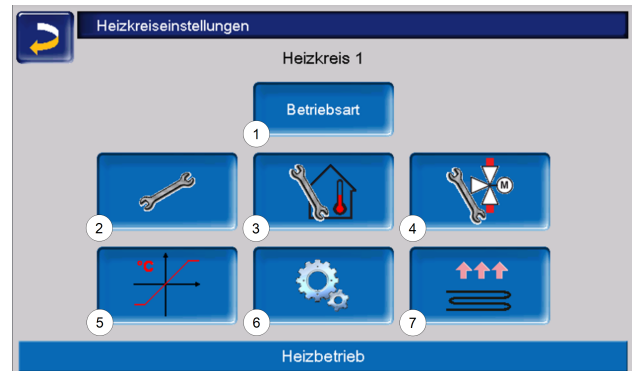 Heizkreiseinstellungen
Heizkreis 1
Betriebsart
1
M
2
3
4
°C
5
6
7
Heizbetrieb